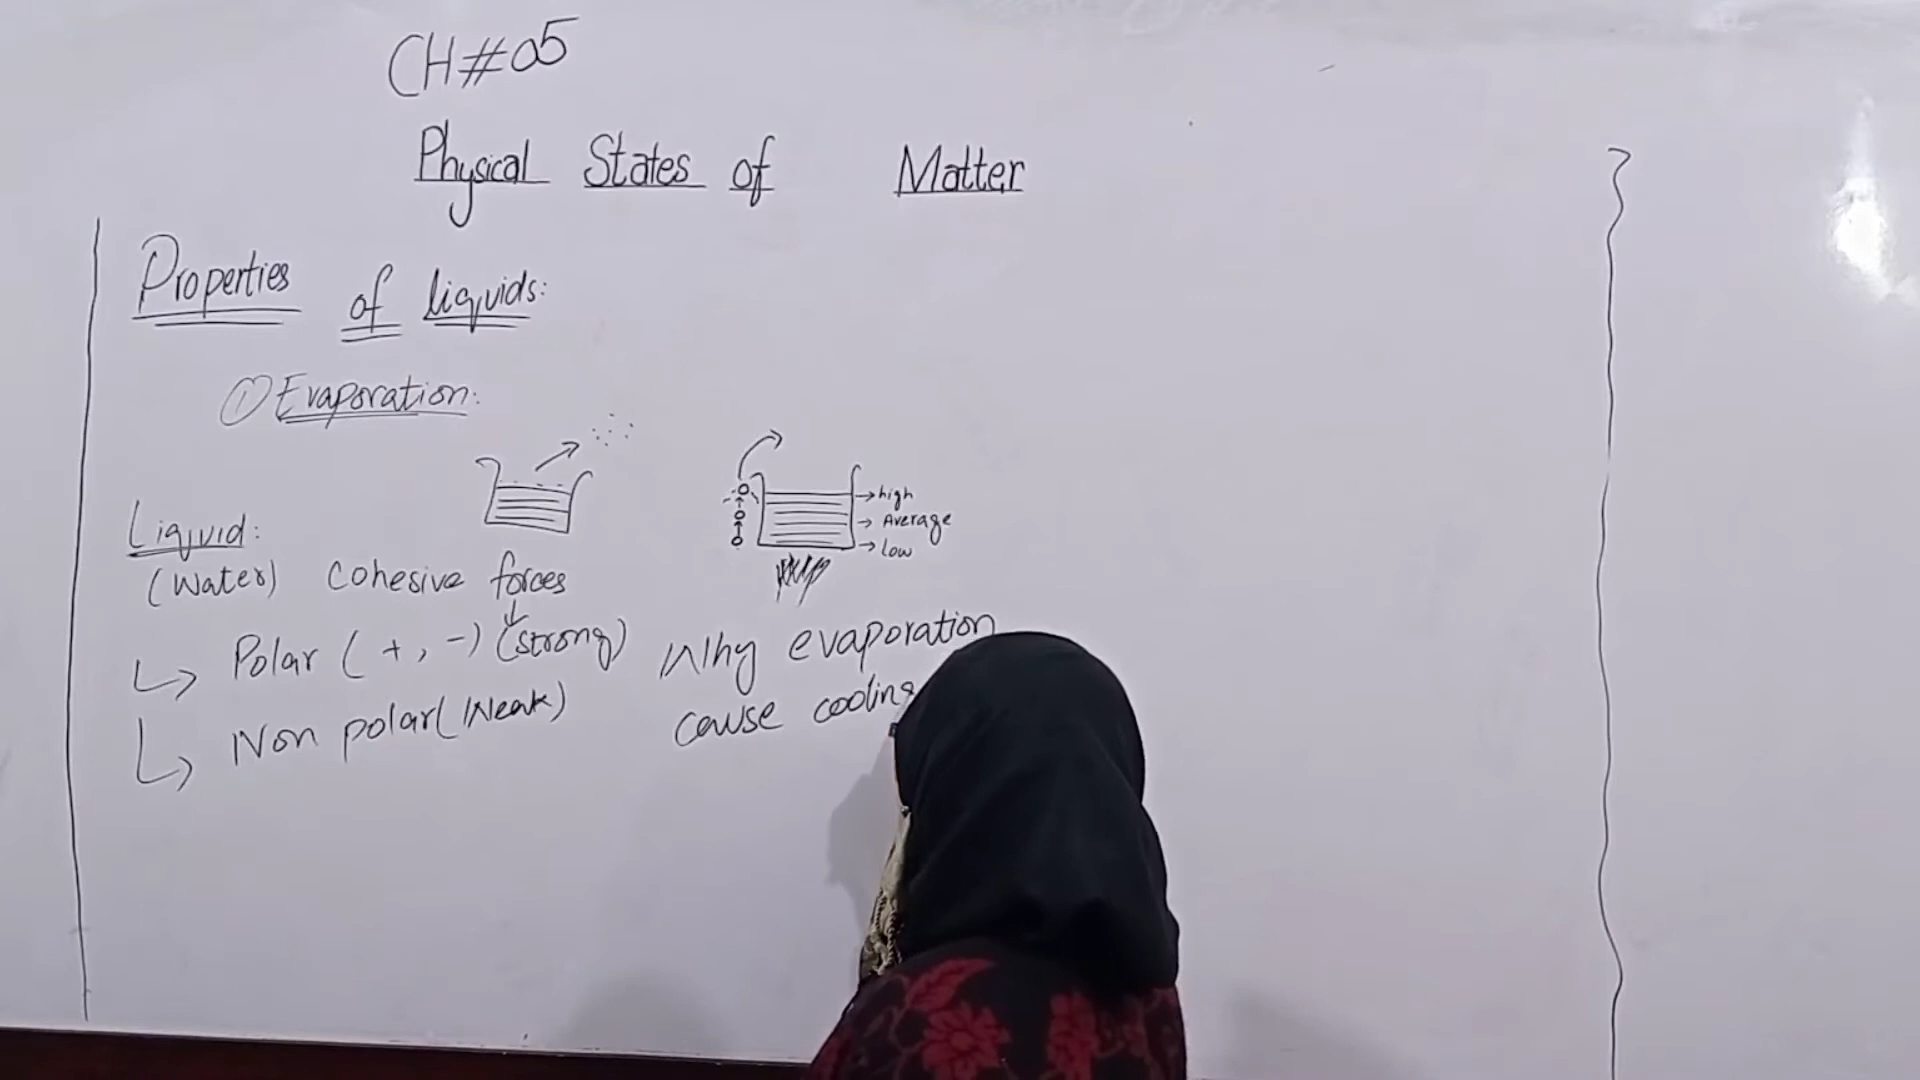 CH#05
Physical States of Matter
Properties of liquids:
① Evaporation:
Liquid:
(Water) Cohesive forces
↳ Polar (+, -) (strong)
↳ Non polar (Weak)
→ high
→ Average
→ low
Why evaporation
cause cooling